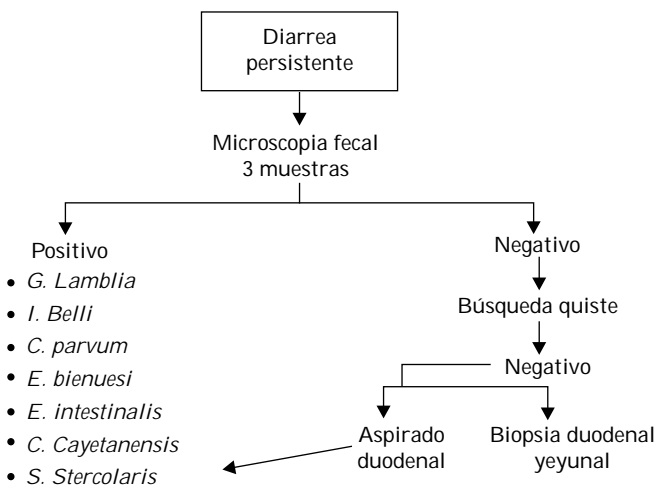 Diarrea
persistente
Microscopia fecal
3 muestras
Positivo
• G. Lamblia
• I. Belli
• C. parvum
• E. bienuesi
• E. intestinalis
• C. Cayetanensis
• S. Stercolaris
Negativo
Búsqueda quiste
Negativo
Aspirado
duodenal
Biopsia duodenal
yeyunal